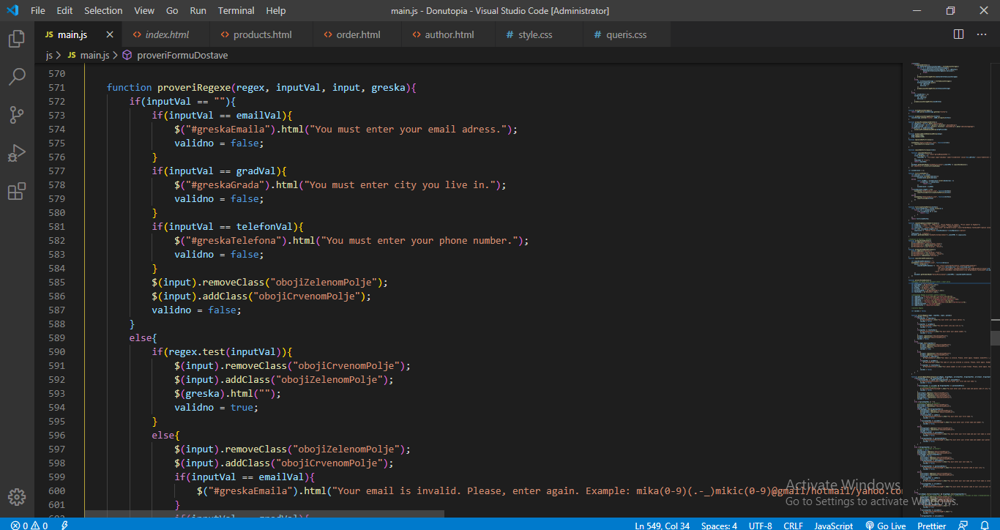 File Edit Selection View Go Run Terminal Help main.js - Donutopia - Visual Studio Code [Administrator]
JS main.js index.html products.html order.html author.html # style.css # queris.css
js > JS main.js > proveriFormuDostave
570
571 function proveriRegexe(regex, inputVal, input, greska){
572 if(inputVal == ""){
573 if(inputVal == emailVal){
574 $("#greskaEmaila").html("You must enter your email adress.");
575 validno = false;
576 }
577 if(inputVal == gradVal){
578 $("#greskaGrada").html("You must enter city you live in.");
579 validno = false;
580 }
581 if(inputVal == telefonVal){
582 $("#greskaTelefona").html("You must enter your phone number.");
583 validno = false;
584 }
585 $(input).removeClass("obojiZelenomPolje");
586 $(input).addClass("obojiCrvenomPolje");
587 validno = false;
588 }
589 else{
590 if(regex.test(inputVal)){
591 $(input).removeClass("obojiCrvenomPolje");
592 $(input).addClass("obojiZelenomPolje");
593 $(greska).html("");
594 validno = true;
595 }
596 else{
597 $(input).removeClass("obojiZelenomPolje");
598 $(input).addClass("obojiCrvenomPolje");
599 if(inputVal == emailVal){
600 $("#greskaEmaila").html("Your email is invalid. Please, enter again. Example: mika(0-9)(.-_)mikic(0-9)@gmail/hotmail/yahoo.co
601 }
602 if(inputVal == gradVal){
Activate Windows
Go to Settings to activate Windows.
0 0 Ln 549, Col 34 Spaces: 4 UTF-8 CRLF JavaScript Go Live Prettier